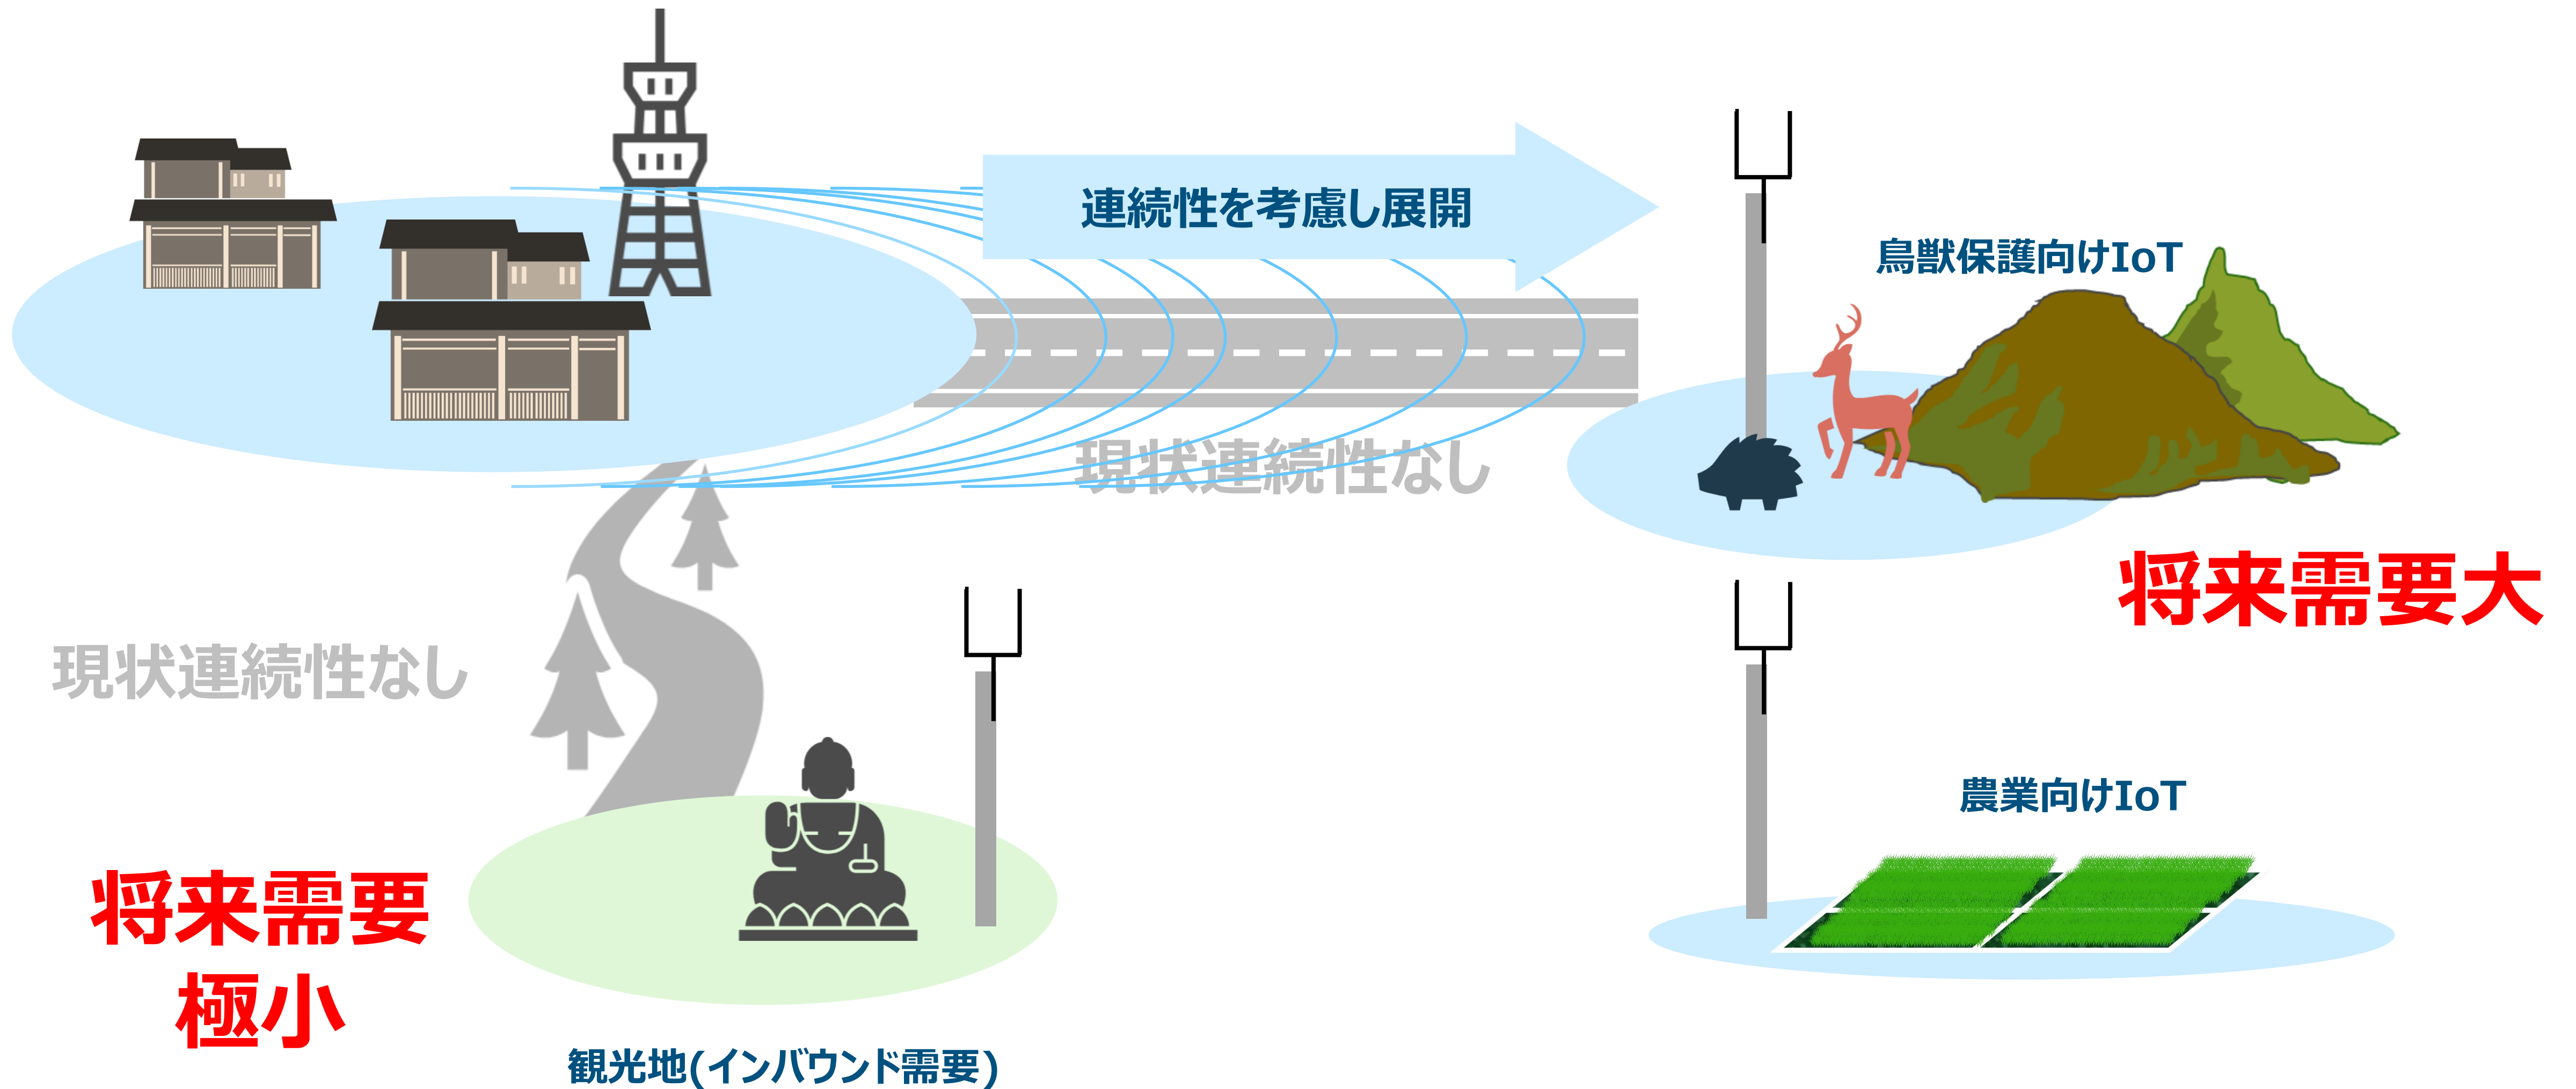 連続性を考慮し展開
鳥獣保護向けIoT
現状連続性なし
将来需要大
現状連続性なし
農業向けIoT
将来需要
極小
観光地(インバウンド需要)